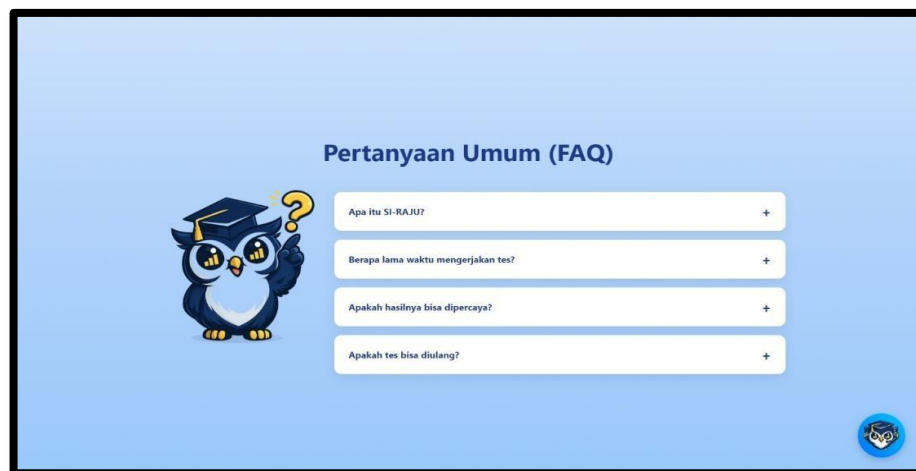 Pertanyaan Umum (FAQ)
Apa itu SI-RAJU?
+
Berapa lama waktu mengerjakan tes?
+
Apakah hasilnya bisa dipercaya?
+
Apakah tes bisa diulang?
+